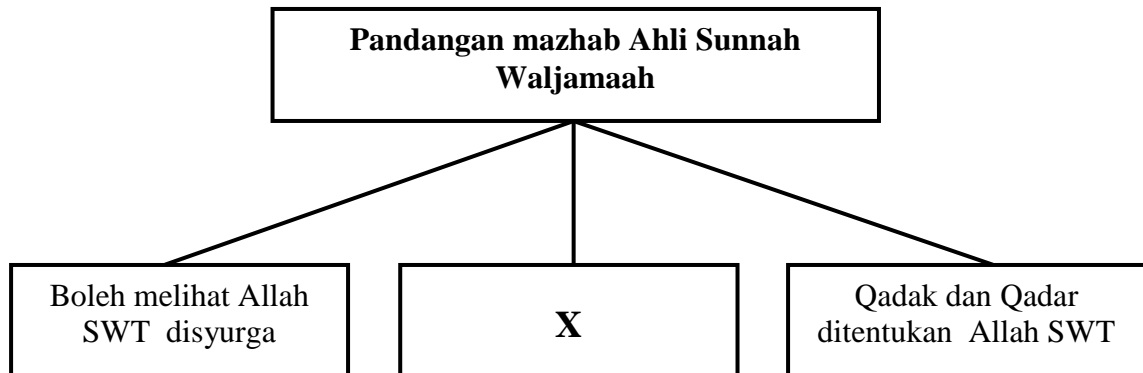 Pandangan mazhab Ahli Sunnah
Waljamaah
Boleh melihat Allah
SWT disyurga
X
Qadak dan Qadar
ditentukan Allah SWT